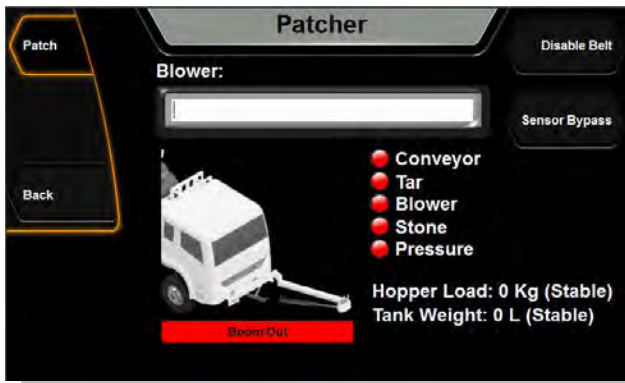 Patcher
Patch
Disable Belt
Blower:
Sensor Bypass
Conveyor
Tar
Back
Blower
Stone
Pressure
Hopper Load: 0 Kg (Stable)
Tank Weight: 0 L (Stable)
Boom Out